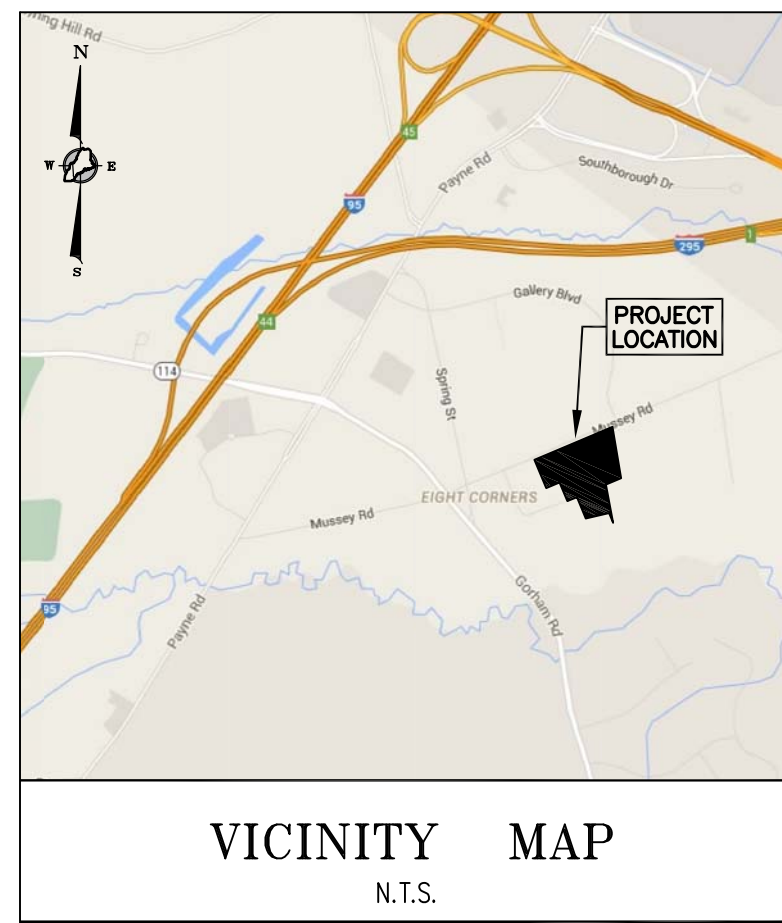 Hill Rd
N
W
E
S
45
Payne Rd
Southborough Dr
95
1
295
Gallery Blvd
44
PROJECT
LOCATION
114
Spring St
Mussey Rd
EIGHT CORNERS
Mussey Rd
95
Payne Rd
Gorham Rd
VICINITY MAP
N.T.S.